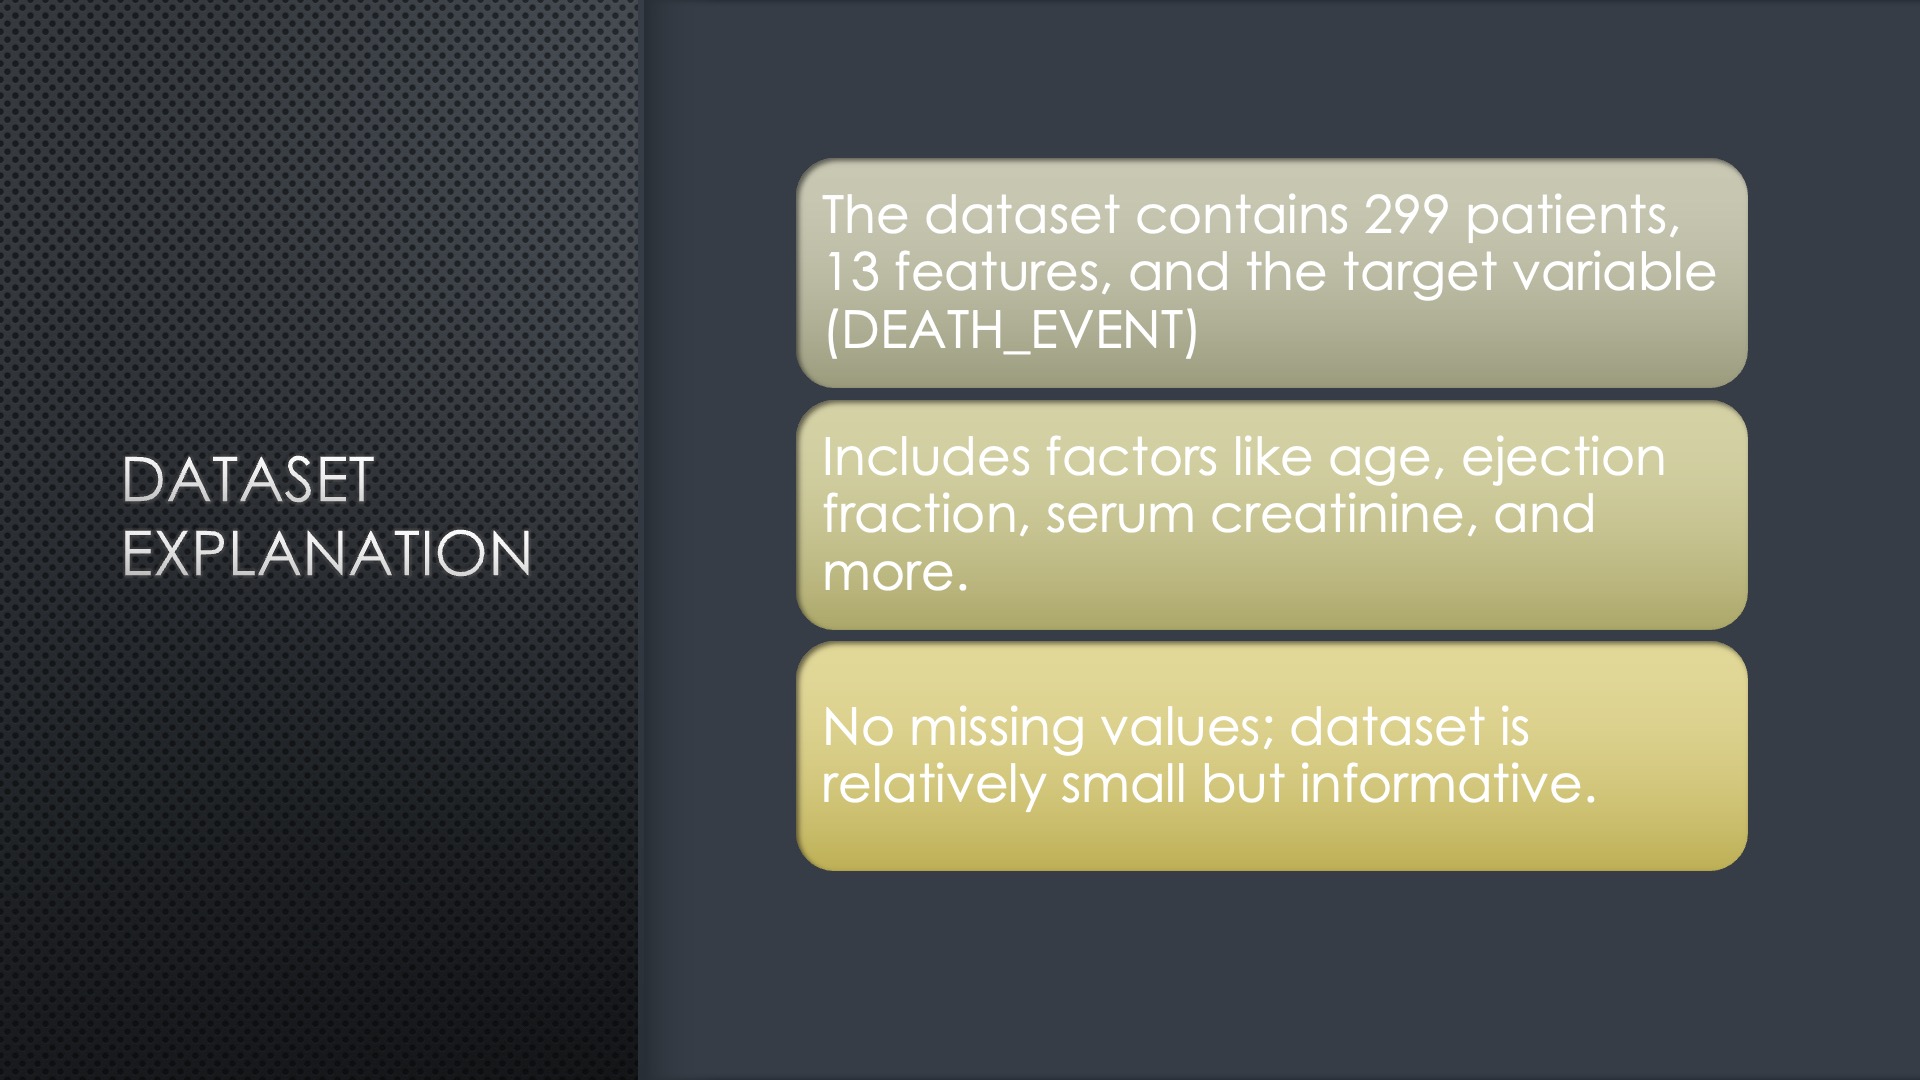 DATASET
EXPLANATION
The dataset contains 299 patients,
13 features, and the target variable
(DEATH_EVENT)
Includes factors like age, ejection
fraction, serum creatinine, and
more.
No missing values; dataset is
relatively small but informative.